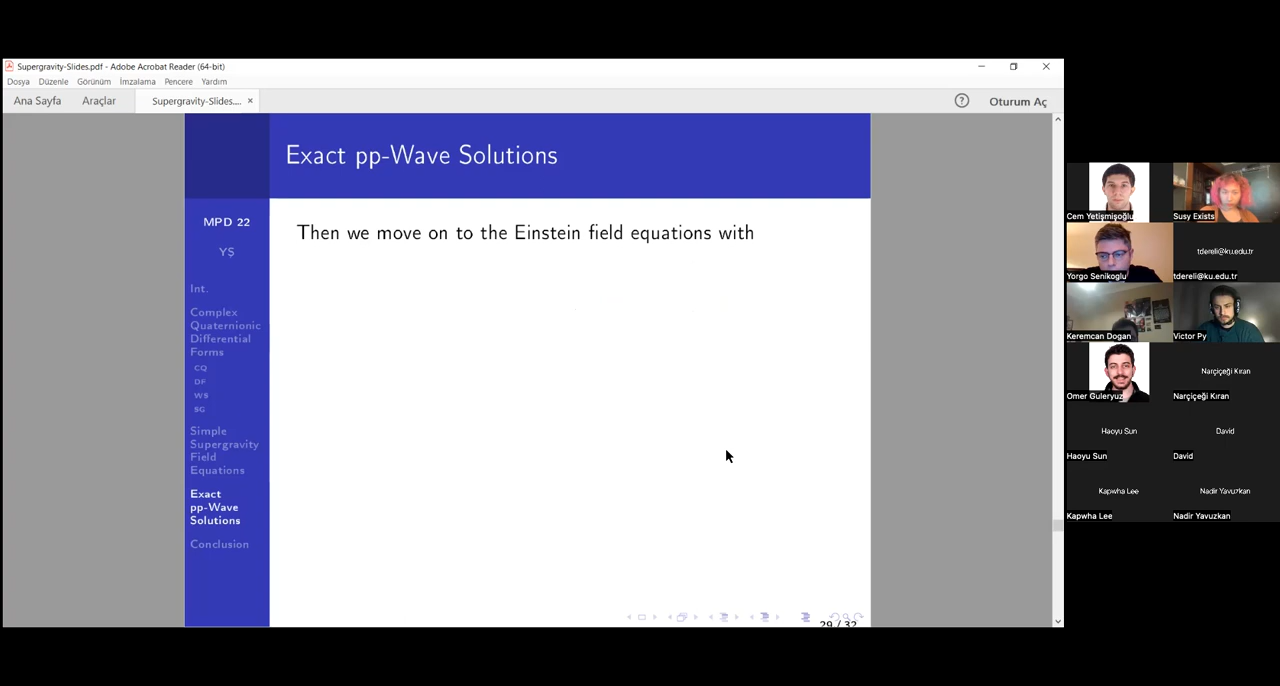 Supergravity-Slides.pdf - Adobe Acrobat Reader (64-bit)
Dosya Düzenle Görünüm İmzalama Pencere Yardım
Ana Sayfa Araçlar Supergravity-Slides.... × Oturum Aç
Exact pp-Wave Solutions
MPD 22
YŞ
Int.
Complex
Quaternionic
Differential
Forms
CQ
DF
WS
SG
Simple
Supergravity
Field
Equations
Exact
pp-Wave
Solutions
Conclusion
Then we move on to the Einstein field equations with
29 / 32
Cem Yetişmişoğlu
Susy Exists
Yorgo Senikoglu
tdereli@ku.edu.tr
tdereli@ku.edu.tr
Keremcan Dogan
Victor Py
Omer Guleryuz
Narçiçeği Kıran
Narçiçeği Kıran
Haoyu Sun
Haoyu Sun
David
David
Kapwha Lee
Kapwha Lee
Nadir Yavuzkan
Nadir Yavuzkan